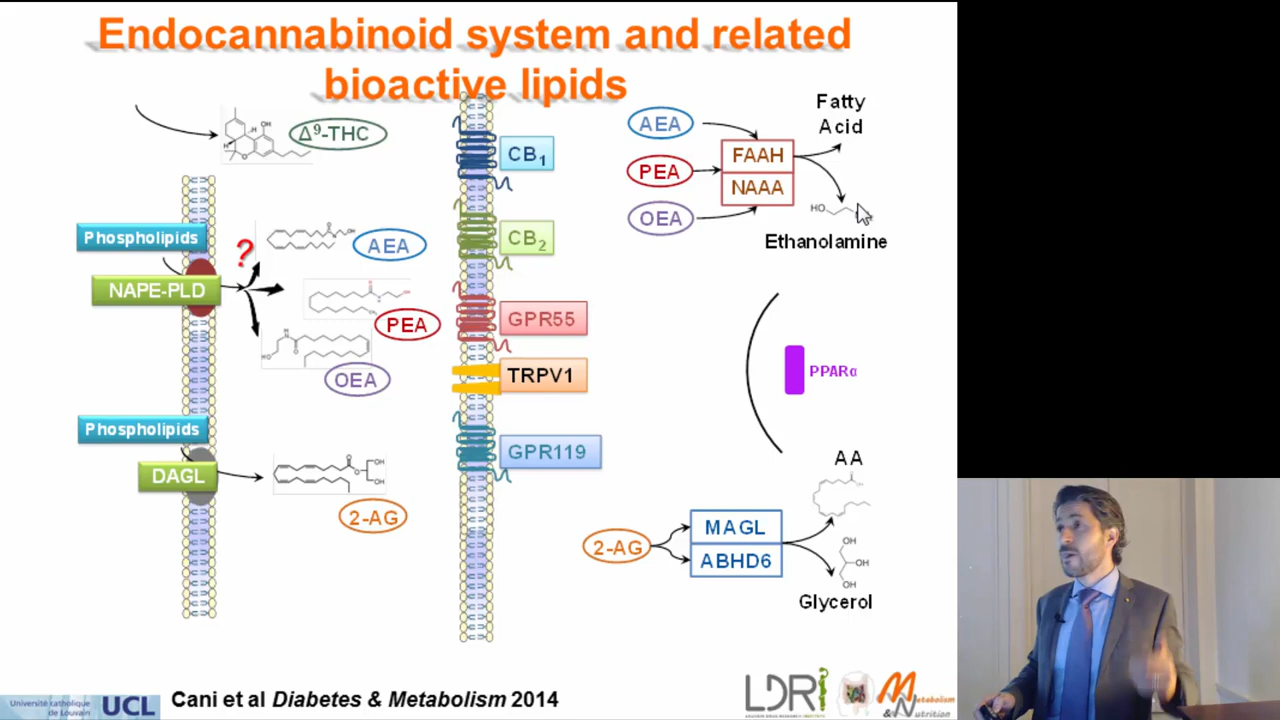 Endocannabinoid system and related
bioactive lipids
Δ⁹-THC
Phospholipids
NAPE-PLD
?
AEA
PEA
OEA
Phospholipids
DAGL
2-AG
CB₁
CB₂
GPR55
TRPV1
GPR119
AEA
PEA
OEA
FAAH
NAAA
Fatty
Acid
HO
Ethanolamine
PPARα
2-AG
MAGL
ABHD6
AA
OH
OH
OH
Glycerol
Université catholique
de Louvain
UCL
Cani et al Diabetes & Metabolism 2014
LDRI
Metabolism
& Nutrition